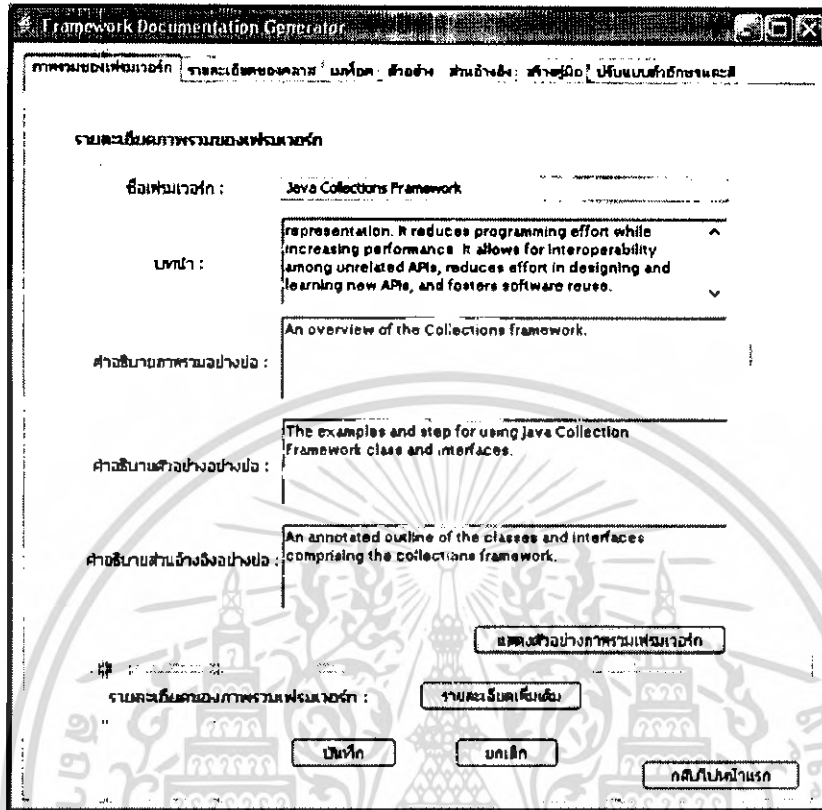 Framework Documentation Generator
ภาพรวมของเฟรมเวอร์ก รายละเอียดของคลาส เมท็อด ตัวอย่าง ส่วนอ้างอิง สร้างคู่มือ ปรับแบบตัวอักษรและสี
รายละเอียดภาพรวมของเฟรมเวอร์ก
ชื่อเฟรมเวอร์ก : Java Collections Framework
representation. It reduces programming effort while
increasing performance. It allows for interoperability
บทนำ : among unrelated APIs, reduces effort in designing and
learning new APIs, and fosters software reuse.
An overview of the Collections framework.
คำอธิบายภาพรวมอย่างย่อ :
The examples and step for using Java Collection
Framework class and interfaces.
คำอธิบายตัวอย่างอย่างย่อ :
An annotated outline of the classes and interfaces
คำอธิบายส่วนอ้างอิงอย่างย่อ : comprising the collections framework.
แสดงตัวอย่างภาพรวมเฟรมเวอร์ก
รายละเอียดของภาพรวมเฟรมเวอร์ก : รายละเอียดเพิ่มเติม
บันทึก ยกเลิก
กลับไปหน้าแรก